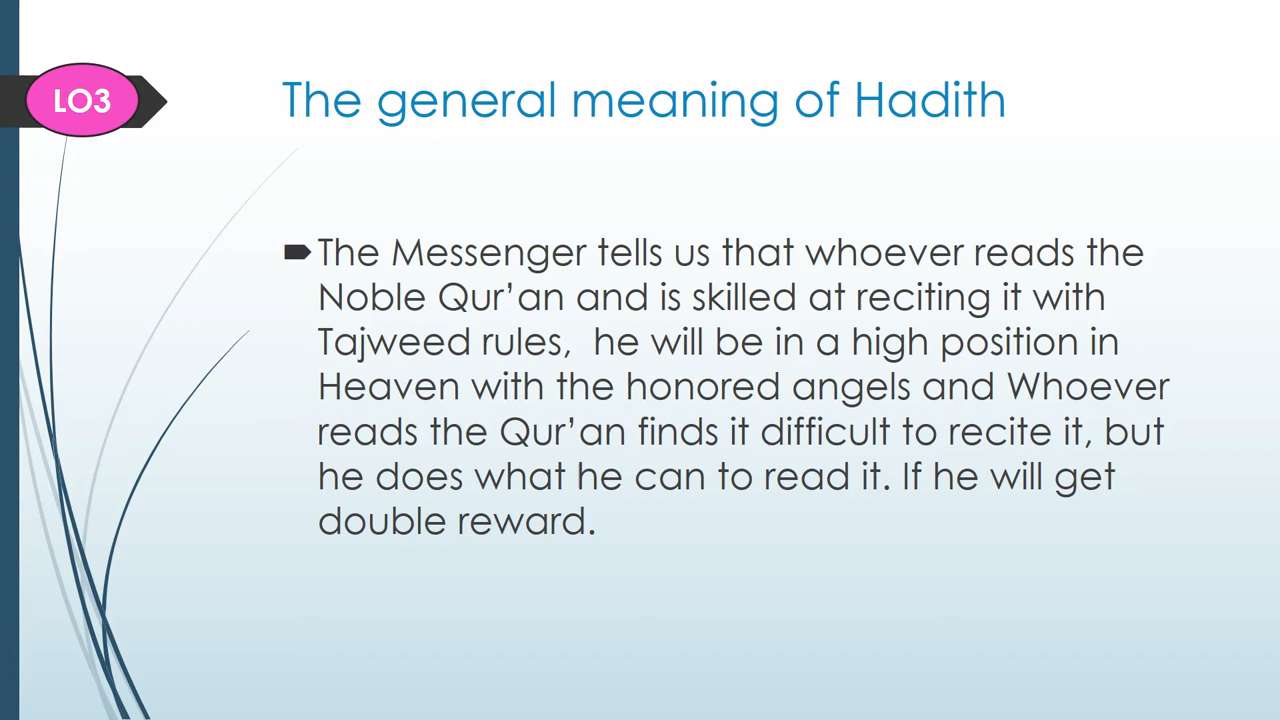 LO3
The general meaning of Hadith
The Messenger tells us that whoever reads the
Noble Qur’an and is skilled at reciting it with
Tajweed rules,  he will be in a high position in
Heaven with the honored angels and Whoever
reads the Qur’an finds it difficult to recite it, but
he does what he can to read it. If he will get
double reward.